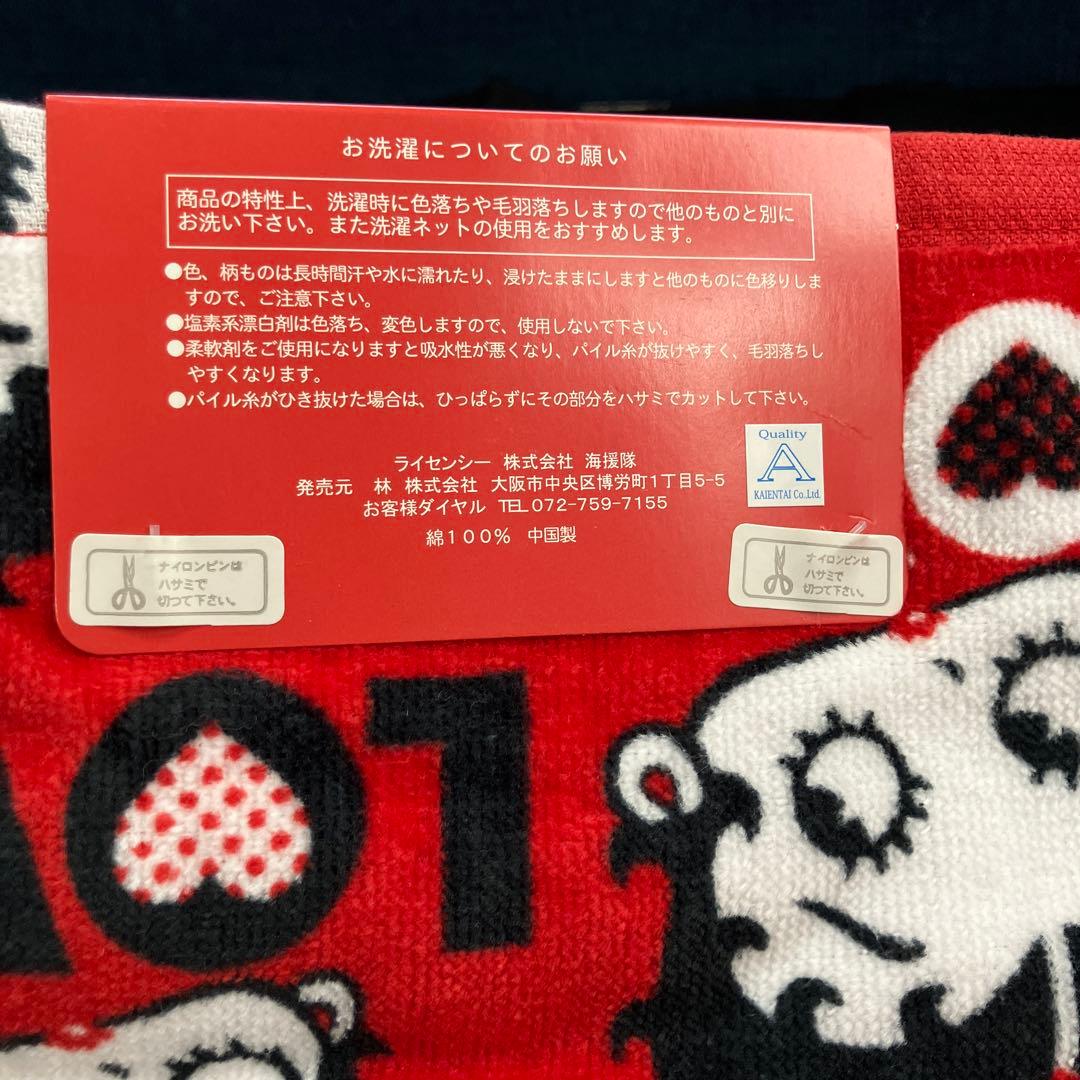 お洗濯についてのお願い
商品の特性上、洗濯時に色落ちや毛羽落ちしますので他のものと別に
お洗い下さい。また洗濯ネットの使用をおすすめします。
●色、柄ものは長時間汗や水に濡れたり、浸けたままにしますと他のものに色移りしま
すので、ご注意下さい。
●塩素系漂白剤は色落ち、変色しますので、使用しないで下さい。
●柔軟剤をご使用になりますと吸水性が悪くなり、パイル糸が抜けやすく、毛羽落ちし
やすくなります。
●パイル糸がひき抜けた場合は、ひっぱらずにその部分をハサミでカットして下さい。
ライセンシー 株式会社 海援隊
発売元 林 株式会社 大阪市中央区博労町1丁目5-5
お客様ダイヤル TEL 072-759-7155
綿100% 中国製
Quality
A
KAIENTAI Co.,Ltd.
ナイロンピンは
ハサミで
切つて下さい。
ナイロンピンは
ハサミで
切つて下さい。
LOV